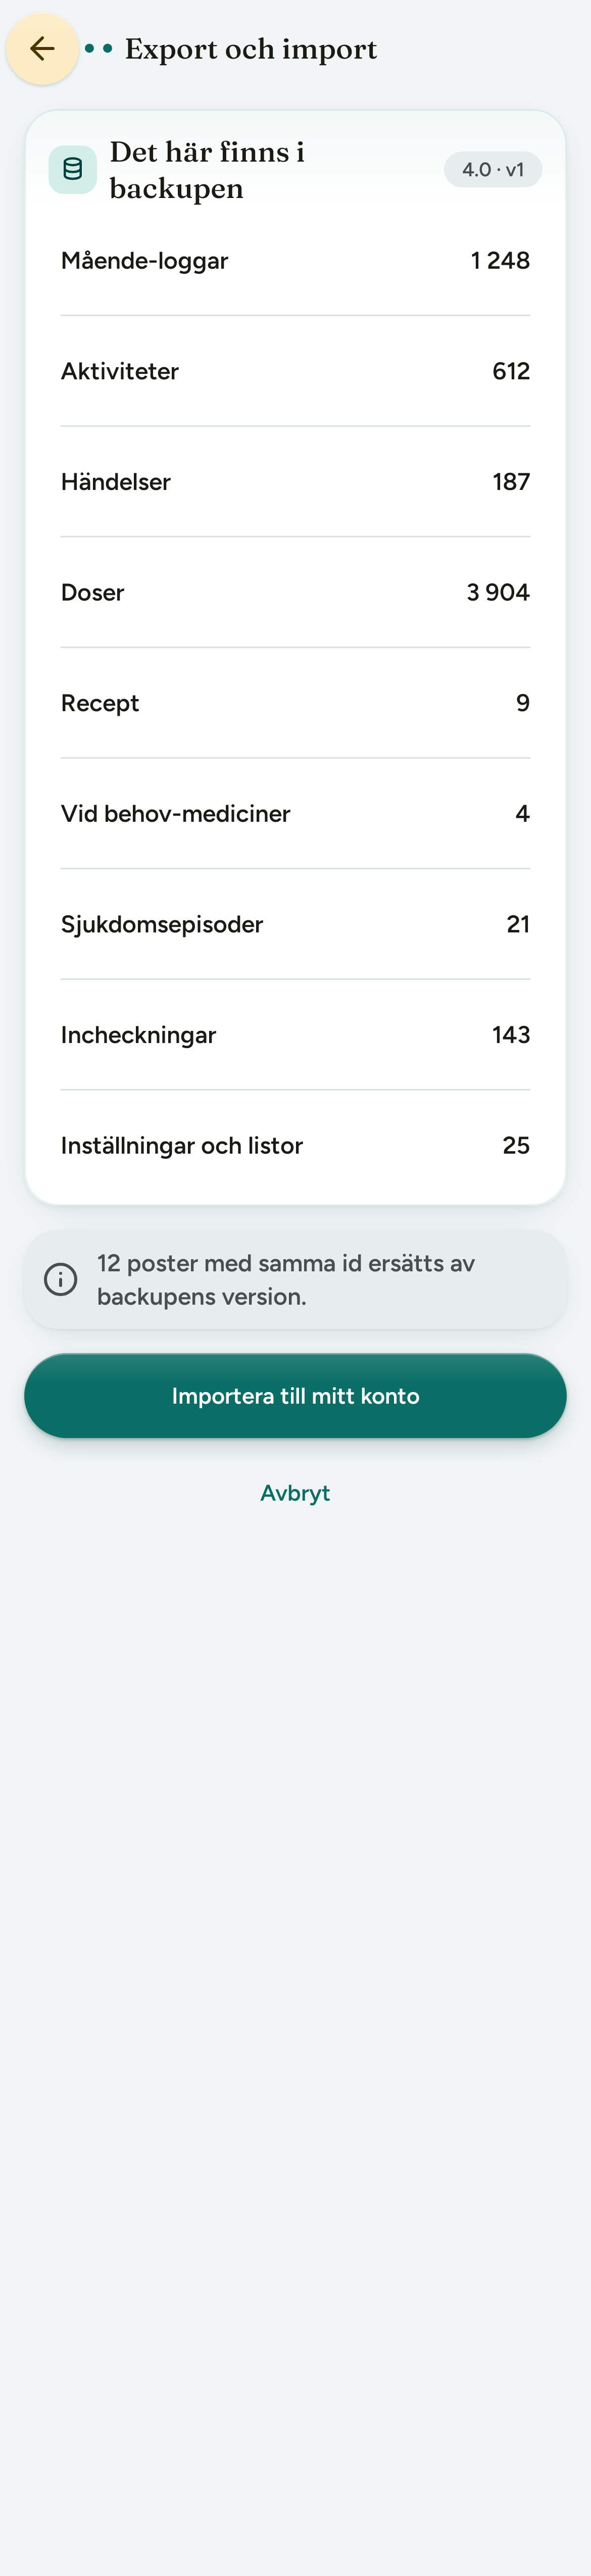 Export och import
Det här finns i
backupen
4.0 · v1
Mående-loggar 1 248
Aktiviteter 612
Händelser 187
Doser 3 904
Recept 9
Vid behov-mediciner 4
Sjukdomsepisoder 21
Incheckningar 143
Inställningar och listor 25
12 poster med samma id ersätts av
backupens version.
Importera till mitt konto
Avbryt